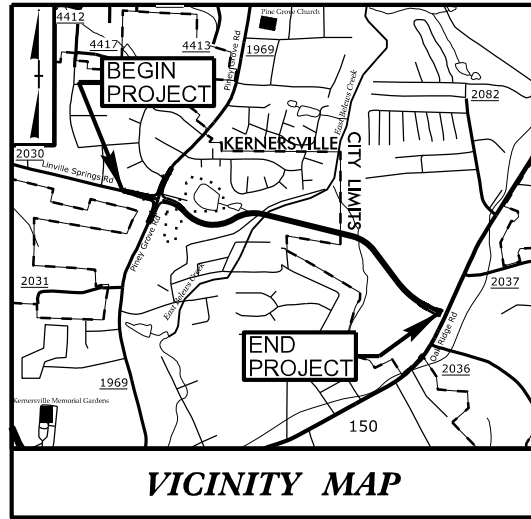 4412
Pine Grove Church
4417
4413
Piney Grove Rd
1969
BEGIN
PROJECT
2082
East Belews Creek
KERNERSVILLE
CITY LIMITS
2030
Linville Springs Rd
Piney Grove Rd
2031
East Belews Creek
2037
END
PROJECT
Oak Ridge Rd
2036
1969
150
Kernersville Memorial Gardens
VICINITY MAP